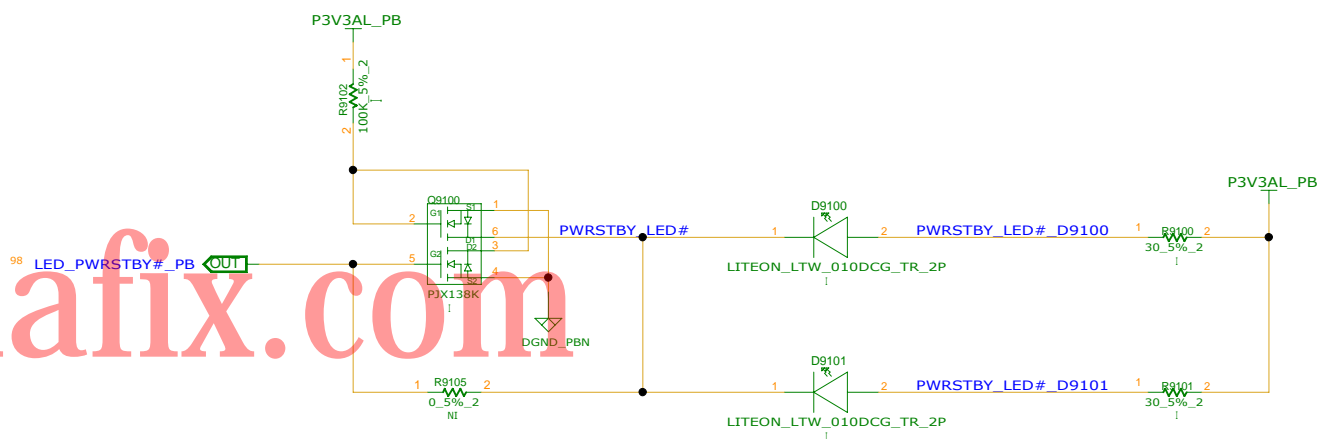 P3V3AL_PB
1
R9102
100K_5%_2
I
2
P3V3AL_PB
Q9100
2 G1 S1 1
D1 6
D2 3
5 G2
S2 4
PJX138K
I
PWRSTBY_LED#
D9100
1 2
LITEON_LTW_010DCG_TR_2P
I
PWRSTBY_LED#_D9100
1 R9100 2
30_5%_2
I
98 LED_PWRSTBY#_PB OUT
DGND_PBN
afix.com
1 R9105 2
0_5%_2
NI
D9101
1 2
LITEON_LTW_010DCG_TR_2P
I
PWRSTBY_LED#_D9101
1 R9101 2
30_5%_2
I